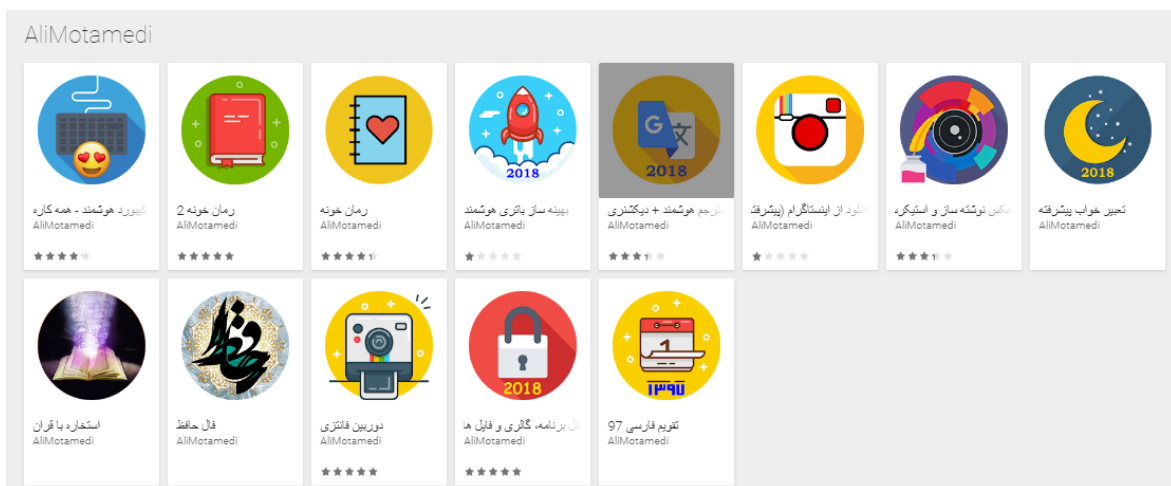 AliMotamedi
کیبورد هوشمند - همه کاره
AliMotamedi
رمان خونه 2
AliMotamedi
رمان خونه
AliMotamedi
2018
بهینه ساز باتری هوشمند
AliMotamedi
G 文
2018
مترجم هوشمند + دیکشنری
AliMotamedi
دانلود از اینستاگرام (پیشرفته
AliMotamedi
عکس نوشته ساز و استیکر
AliMotamedi
2018
تعبیر خواب پیشرفته
AliMotamedi
استخاره با قران
AliMotamedi
حافظ
فال حافظ
AliMotamedi
دوربین فانتزی
AliMotamedi
2018
برنامه، گالری و فایل ها
AliMotamedi
1
۱۳۹۷
تقویم فارسی 97
AliMotamedi